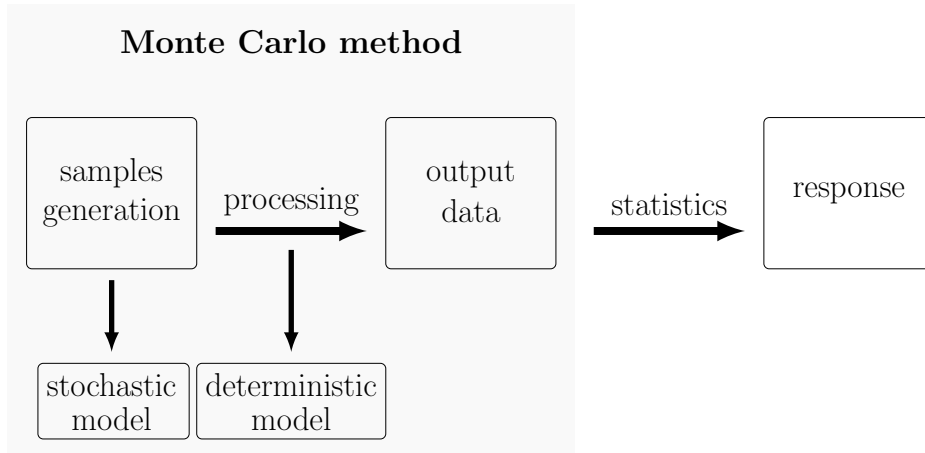 Monte Carlo method
samples
generation
processing
output
data
statistics
response
stochastic
model
deterministic
model